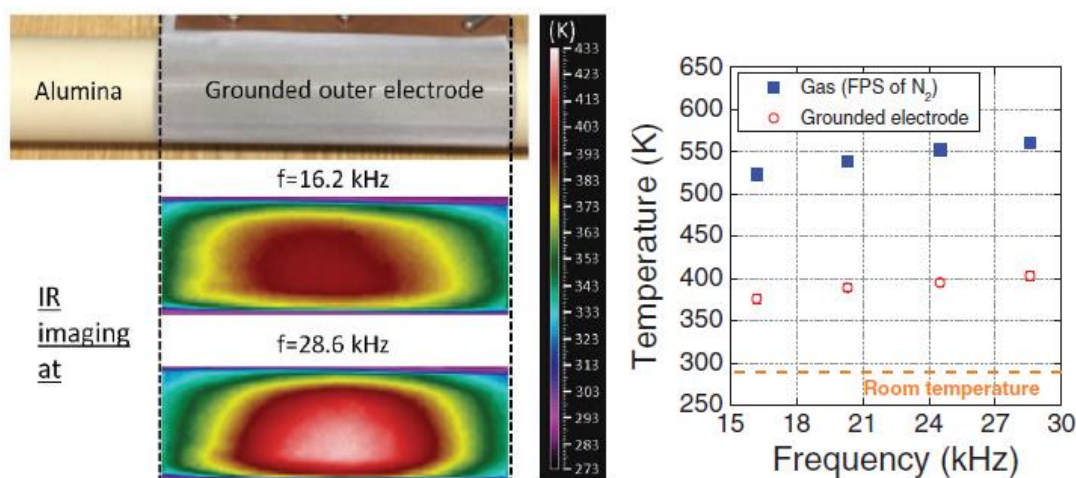 Alumina
Grounded outer electrode
f=16.2 kHz
IR
imaging
at
f=28.6 kHz
(K)
433
423
413
403
393
383
373
363
353
343
333
323
313
303
293
283
273
Temperature (K)
650
600
550
500
450
400
350
300
250
Gas (FPS of N2)
Grounded electrode
Room temperature
15 18 21 24 27 30
Frequency (kHz)